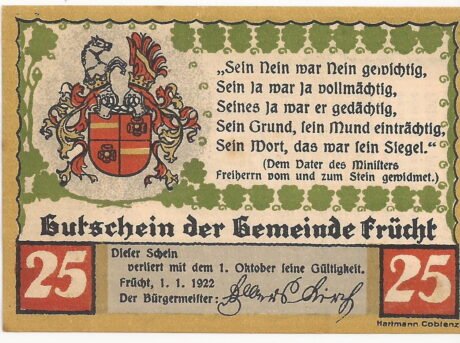 „Sein Nein war Nein gewichtig,
Sein Ja war Ja vollmächtig,
Seines Ja war er gedächtig,
Sein Grund, sein Mund einträchtig,
Sein Wort, das war sein Siegel.“
(Dem Vater des Ministers
Freiherrn vom und zum Stein gewidmet.)
Gutschein der Gemeinde Frücht
25
Dieser Schein
verliert mit dem 1. Oktober seine Gültigkeit.
Frücht, 1. 1. 1922
Der Bürgermeister:
25
Hartmann Coblenz